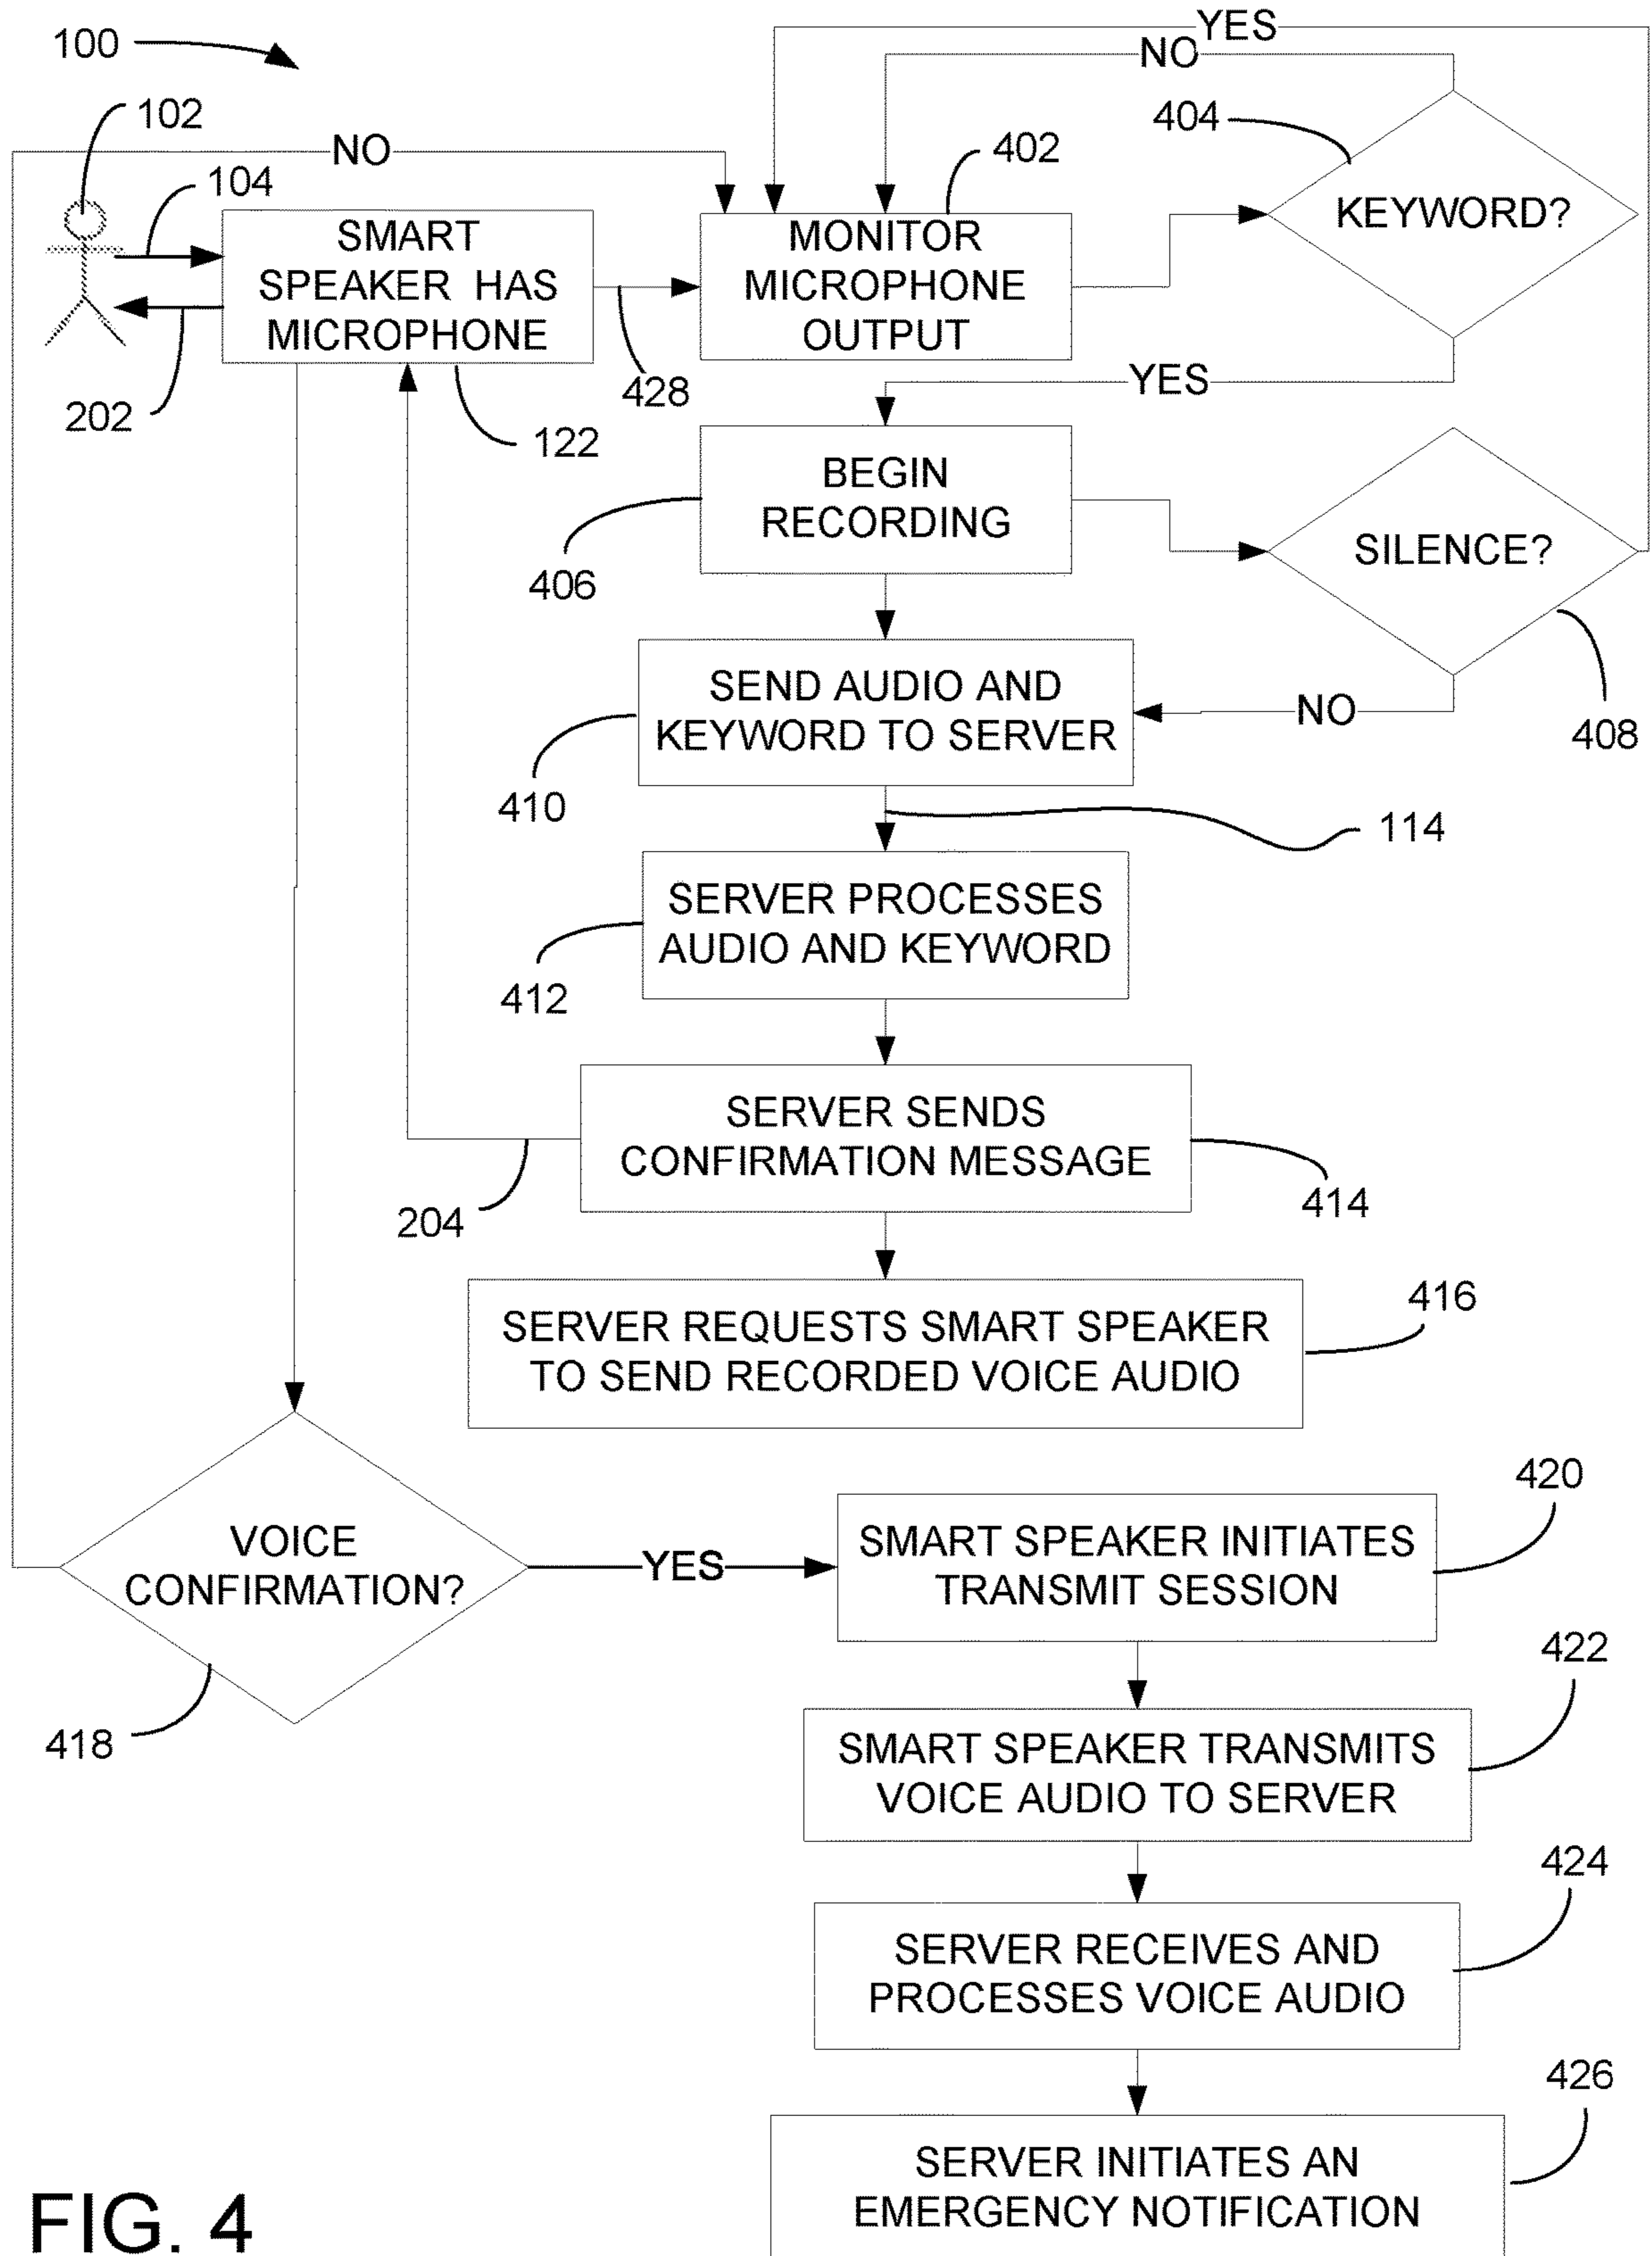 100
YES
NO
102
404
NO
402
104
KEYWORD?
SMART
SPEAKER HAS
MICROPHONE
MONITOR
MICROPHONE
OUTPUT
428
YES
202
122
BEGIN
RECORDING
SILENCE?
406
SEND AUDIO AND
KEYWORD TO SERVER
NO
408
410
114
SERVER PROCESSES
AUDIO AND KEYWORD
412
SERVER SENDS
CONFIRMATION MESSAGE
204
414
SERVER REQUESTS SMART SPEAKER
TO SEND RECORDED VOICE AUDIO
416
420
VOICE
CONFIRMATION?
YES
SMART SPEAKER INITIATES
TRANSMIT SESSION
422
418
SMART SPEAKER TRANSMITS
VOICE AUDIO TO SERVER
424
SERVER RECEIVES AND
PROCESSES VOICE AUDIO
426
SERVER INITIATES AN
EMERGENCY NOTIFICATION
FIG. 4